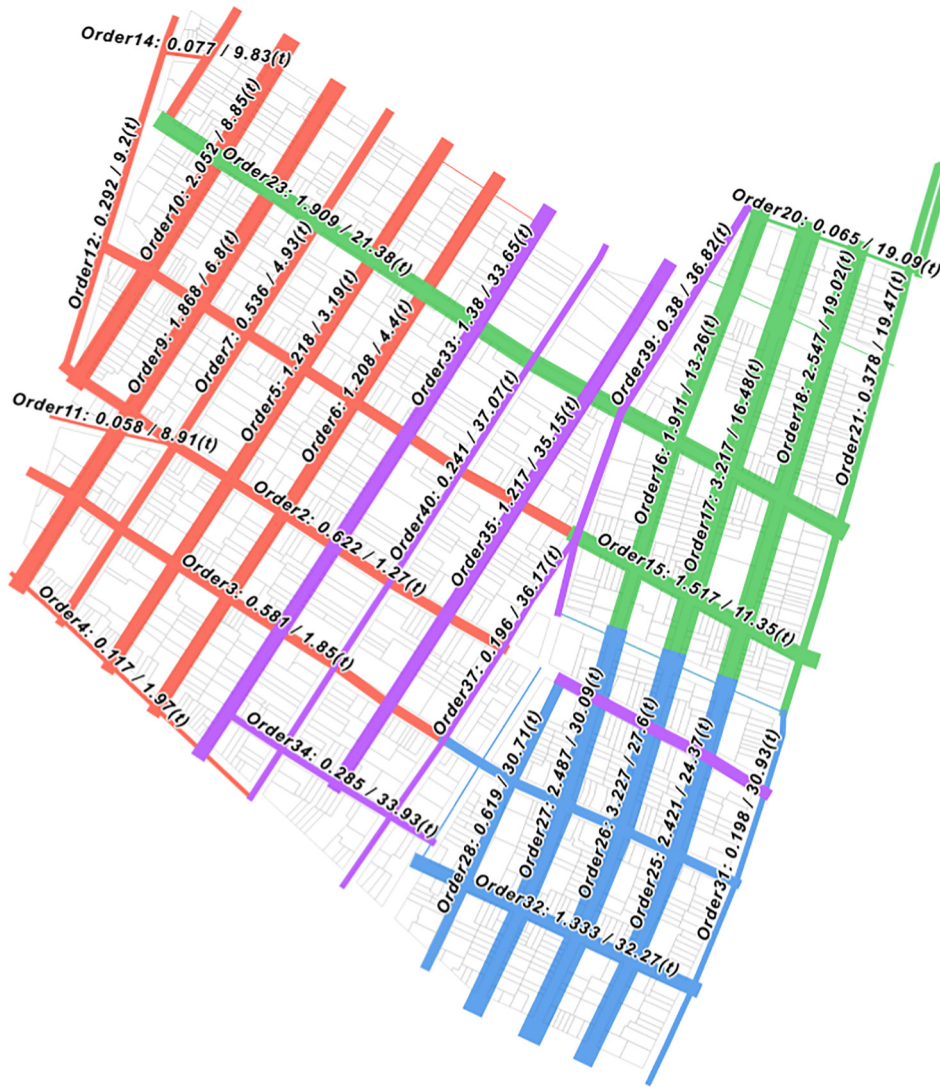 Order14: 0.077 / 9.83(t)
Order12: 0.292 / 9.2(t)
Order10: 2.052 / 8.85(t)
Order23: 1.909 / 21.38(t)
Order20: 0.065 / 19.09(t)
Order9: 1.868 / 6.8(t)
Order7: 0.536 / 4.93(t)
Order5: 1.218 / 3.19(t)
Order6: 1.208 / 4.4(t)
Order33: 1.38 / 33.65(t)
Order39: 0.38 / 36.82(t)
Order16: 1.911 / 13.26(t)
Order17: 3.217 / 16.48(t)
Order18: 2.547 / 19.02(t)
Order21: 0.378 / 19.47(t)
Order11: 0.058 / 8.91(t)
Order40: 0.241 / 37.07(t)
Order35: 1.217 / 35.15(t)
Order2: 0.622 / 1.27(t)
Order15: 1.517 / 11.35(t)
Order3: 0.581 / 1.85(t)
Order37: 0.196 / 36.17(t)
Order4: 0.117 / 1.97(t)
Order34: 0.285 / 33.93(t)
Order28: 0.619 / 30.71(t)
Order27: 2.487 / 30.09(t)
Order26: 3.227 / 27.6(t)
Order25: 2.421 / 24.37(t)
Order31: 0.198 / 30.93(t)
Order32: 1.333 / 32.27(t)